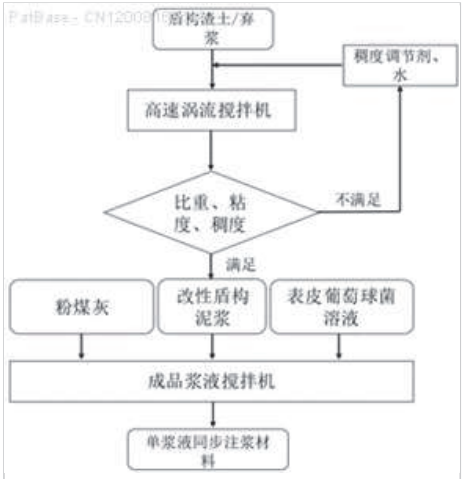 PatBase - CN1200
盾构渣土/弃
浆
稠度调节剂、
水
高速涡流搅拌机
比重、粘
度、稠度
不满足
满足
粉煤灰
改性盾构
泥浆
表皮葡萄球菌
溶液
成品浆液搅拌机
单浆液同步注浆材
料